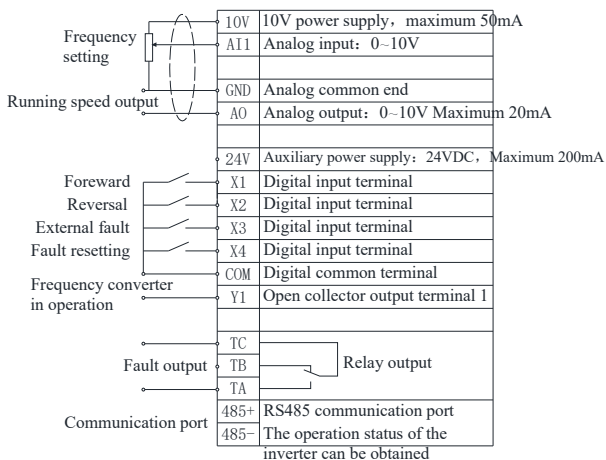 10V 10V power supply，maximum 50mA
Frequency setting
AI1 Analog input：0~10V
GND Analog common end
Running speed output
AO Analog output：0~10V Maximum 20mA
24V Auxiliary power supply：24VDC，Maximum 200mA
Foreward X1 Digital input terminal
Reversal X2 Digital input terminal
External fault X3 Digital input terminal
Fault resetting X4 Digital input terminal
COM Digital common terminal
Frequency converter
in operation
Y1 Open collector output terminal 1
TC
Fault output TB Relay output
TA
Communication port
485+ RS485 communication port
485- The operation status of the
inverter can be obtained